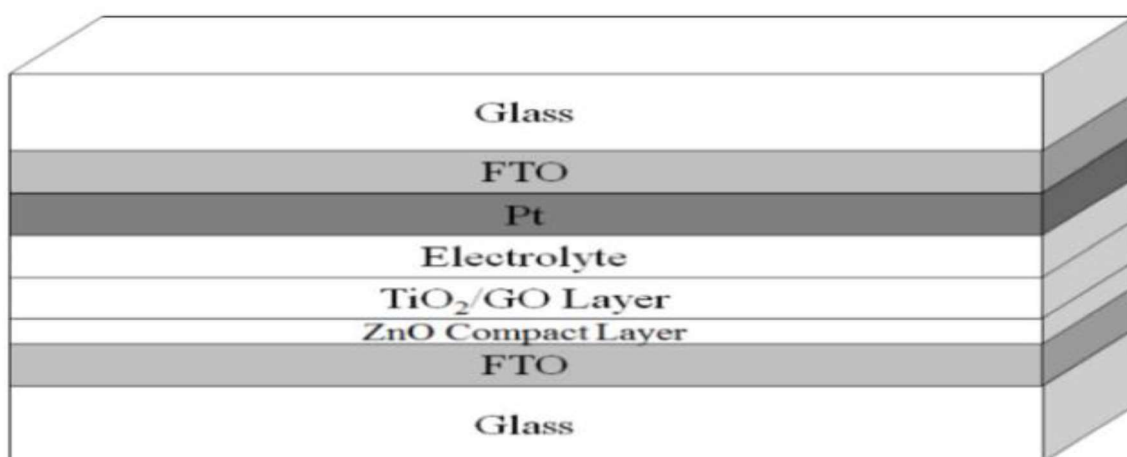 Glass
FTO
Pt
Electrolyte
TiO₂/GO Layer
ZnO Compact Layer
FTO
Glass